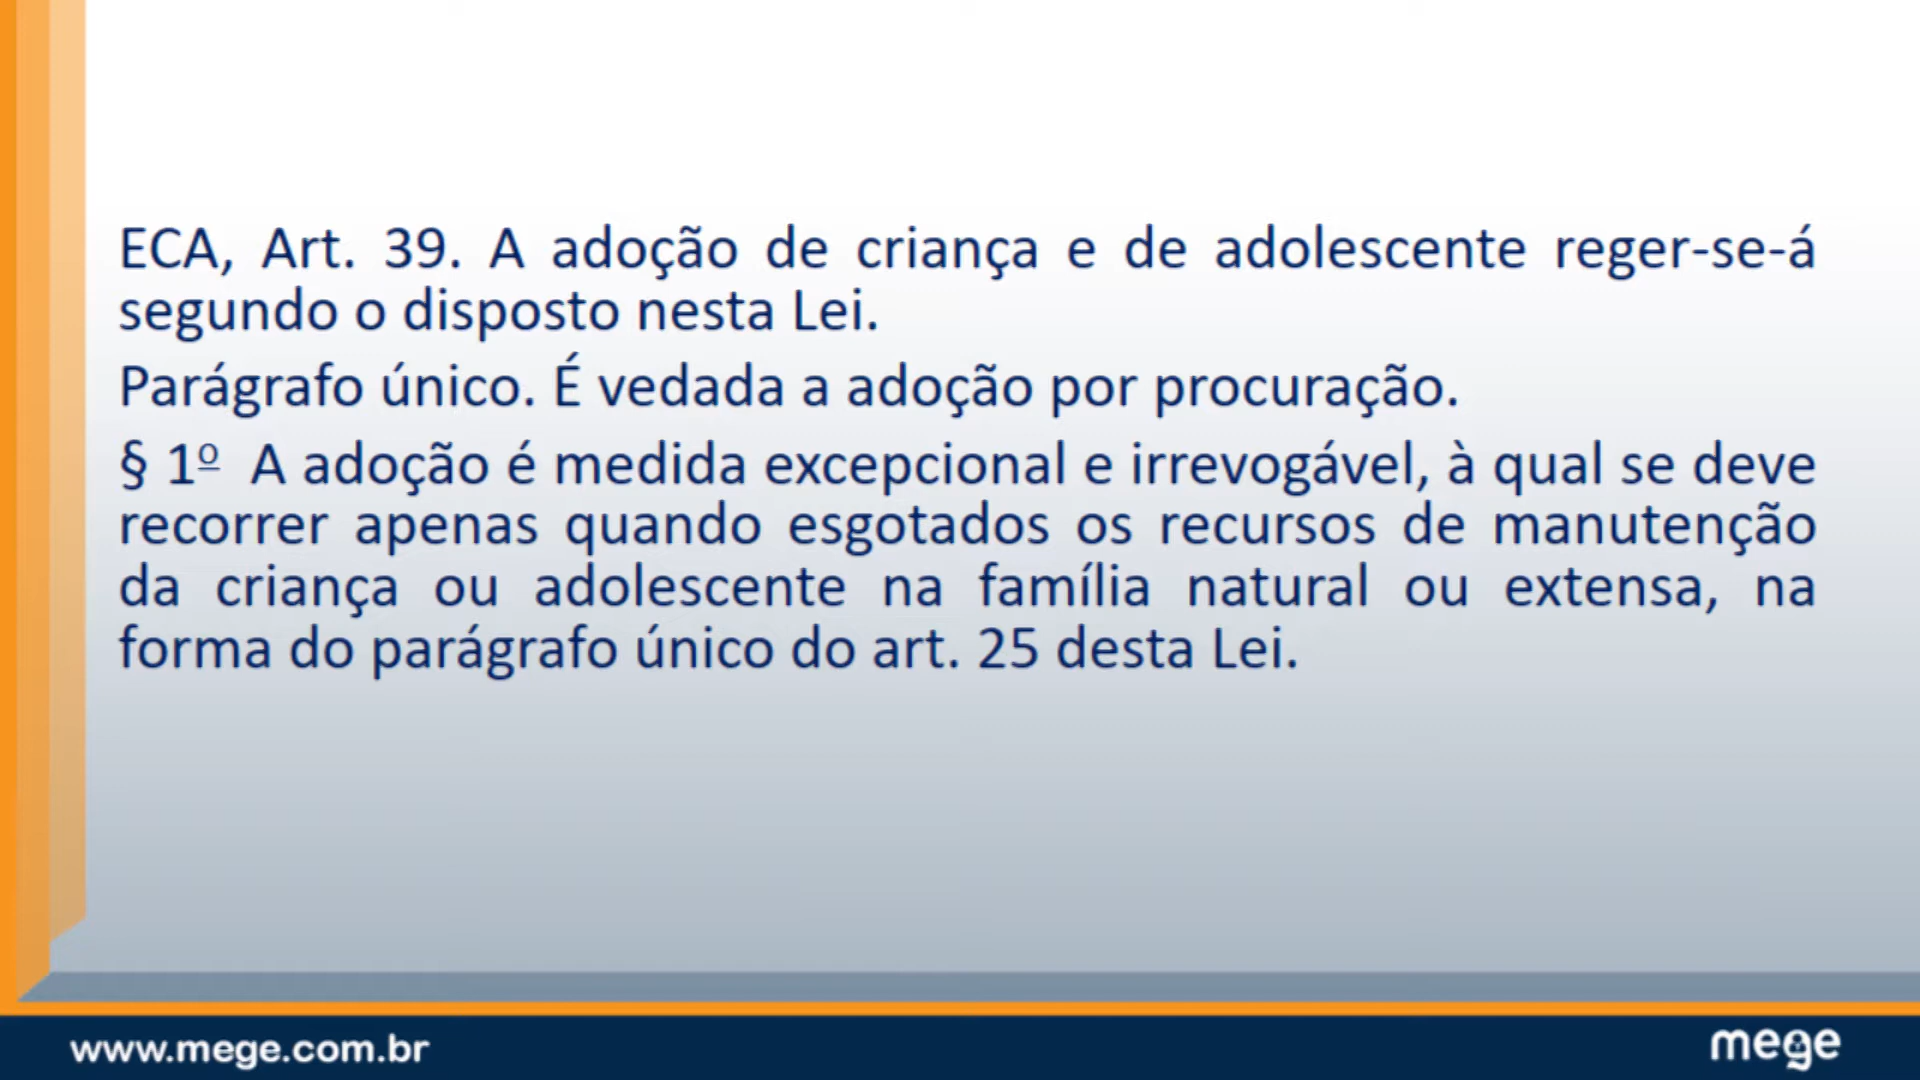 ECA, Art. 39. A adoção de criança e de adolescente reger-se-á
segundo o disposto nesta Lei.
Parágrafo único. É vedada a adoção por procuração.
§ 1º A adoção é medida excepcional e irrevogável, à qual se deve
recorrer apenas quando esgotados os recursos de manutenção
da criança ou adolescente na família natural ou extensa, na
forma do parágrafo único do art. 25 desta Lei.
www.mege.com.br
mege